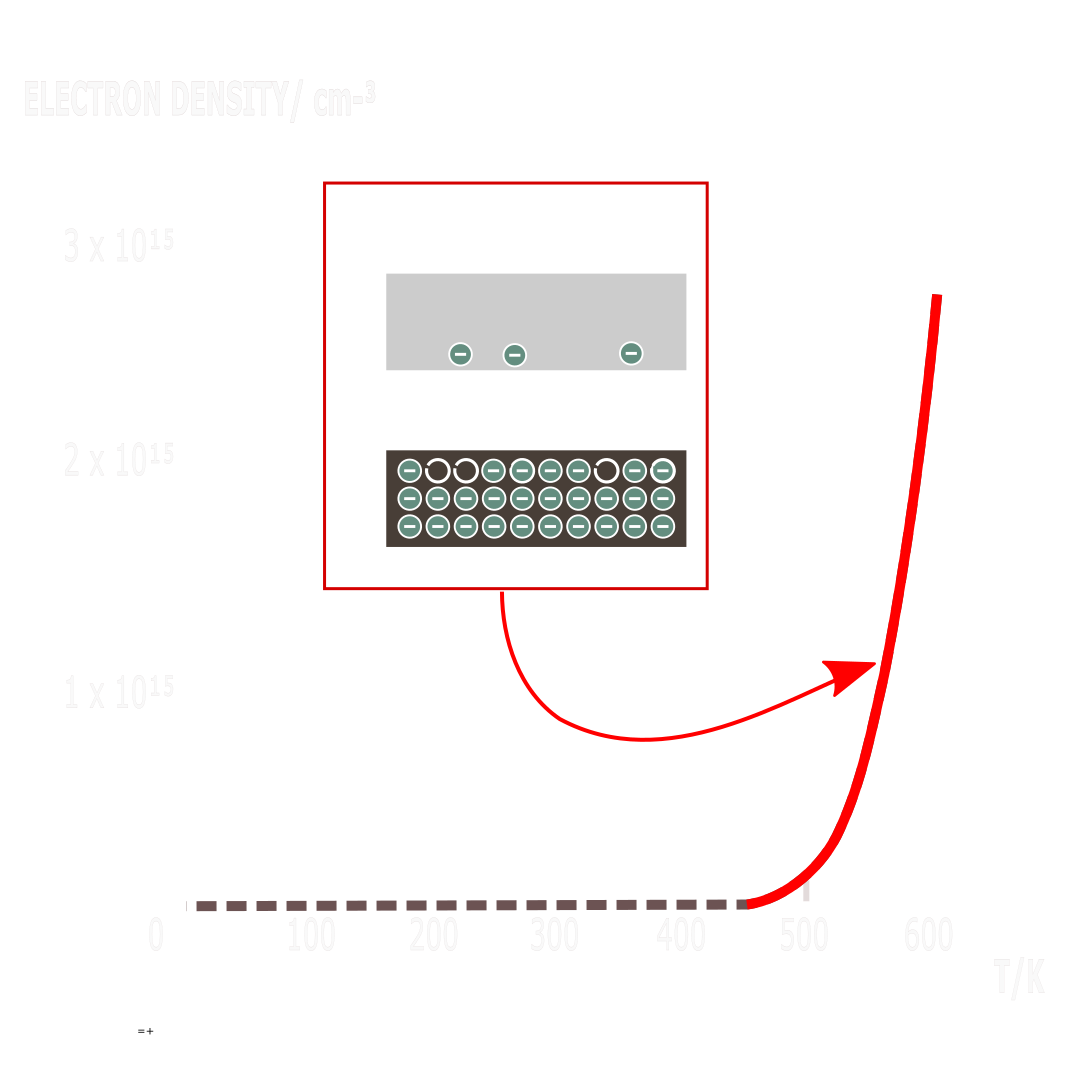 ELECTRON DENSITY/ cm-³
3 x 10¹⁵
2 x 10¹⁵
1 x 10¹⁵
0 100 200 300 400 500 600
T/K
=+